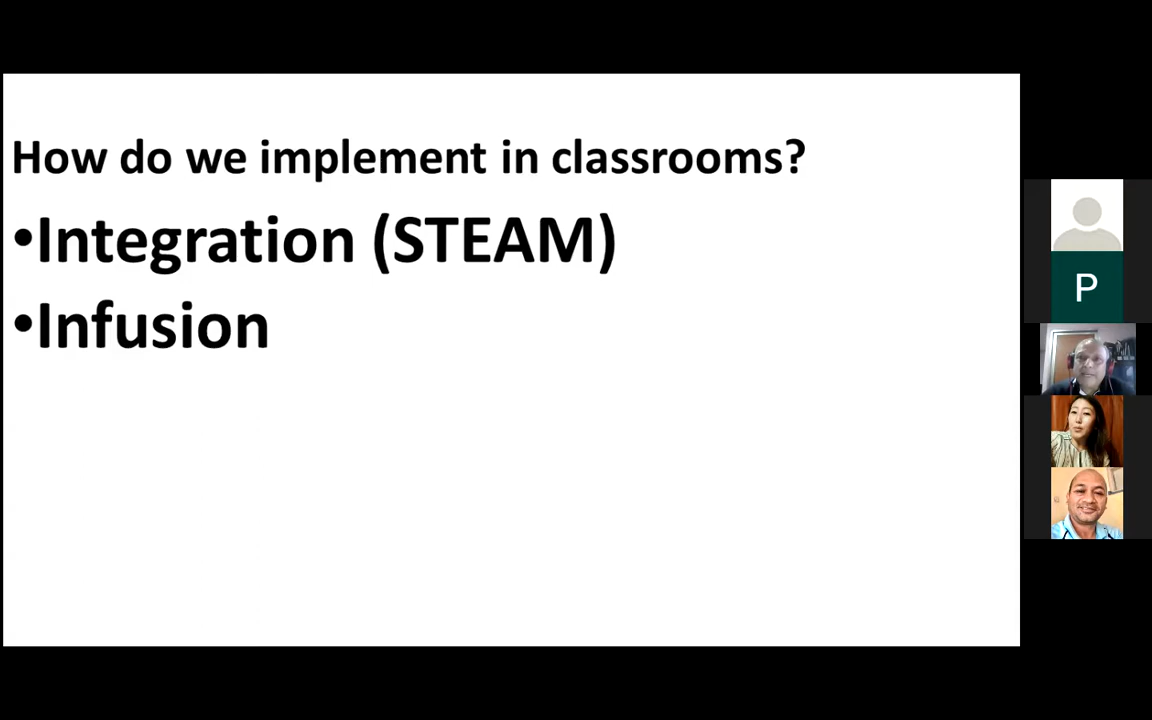 How do we implement in classrooms?
•Integration (STEAM)
•Infusion
P